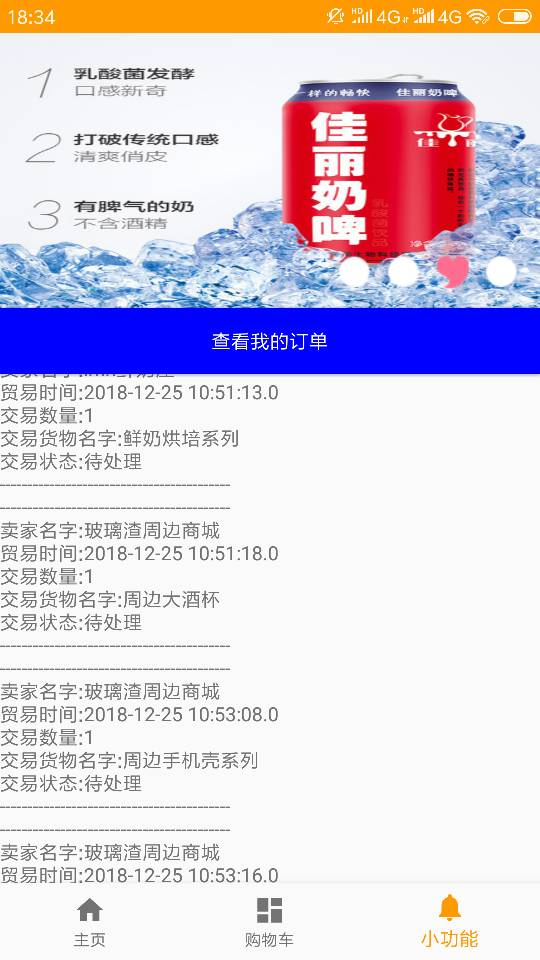 18:34
HD 4G HD 4G
1 乳酸菌发酵
口感新奇
2 打破传统口感
清爽俏皮
3 有脾气的奶
不含酒精
一样的畅快 佳丽奶啤
佳丽奶啤
乳酸菌饮品
查看我的订单
贸易时间:2018-12-25 10:51:13.0
交易数量:1
交易货物名字:鲜奶烘培系列
交易状态:待处理
------------------------------------------
------------------------------------------
卖家名字:玻璃渣周边商城
贸易时间:2018-12-25 10:51:18.0
交易数量:1
交易货物名字:周边大酒杯
交易状态:待处理
------------------------------------------
------------------------------------------
卖家名字:玻璃渣周边商城
贸易时间:2018-12-25 10:53:08.0
交易数量:1
交易货物名字:周边手机壳系列
交易状态:待处理
------------------------------------------
------------------------------------------
卖家名字:玻璃渣周边商城
贸易时间:2018-12-25 10:53:16.0
主页 购物车 小功能